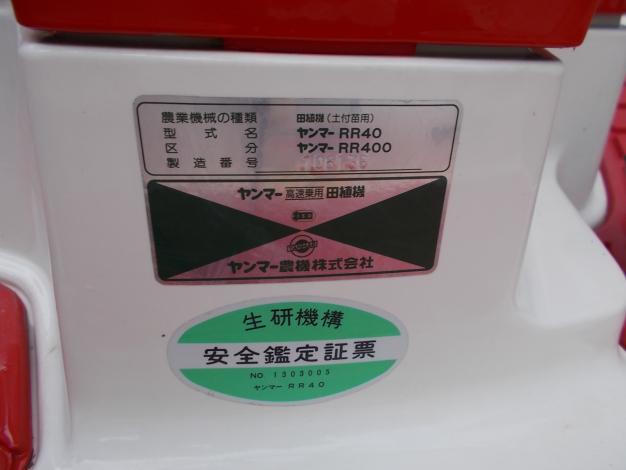 農業機械の種類 田植機(土付苗用)
型式名 ヤンマー RR40
区分 ヤンマー RR400
製造番号
ヤンマー 高速乗用 田植機
ヤンマー農機株式会社
生研機構
安全鑑定証票
NO 1303005
ヤンマー RR40